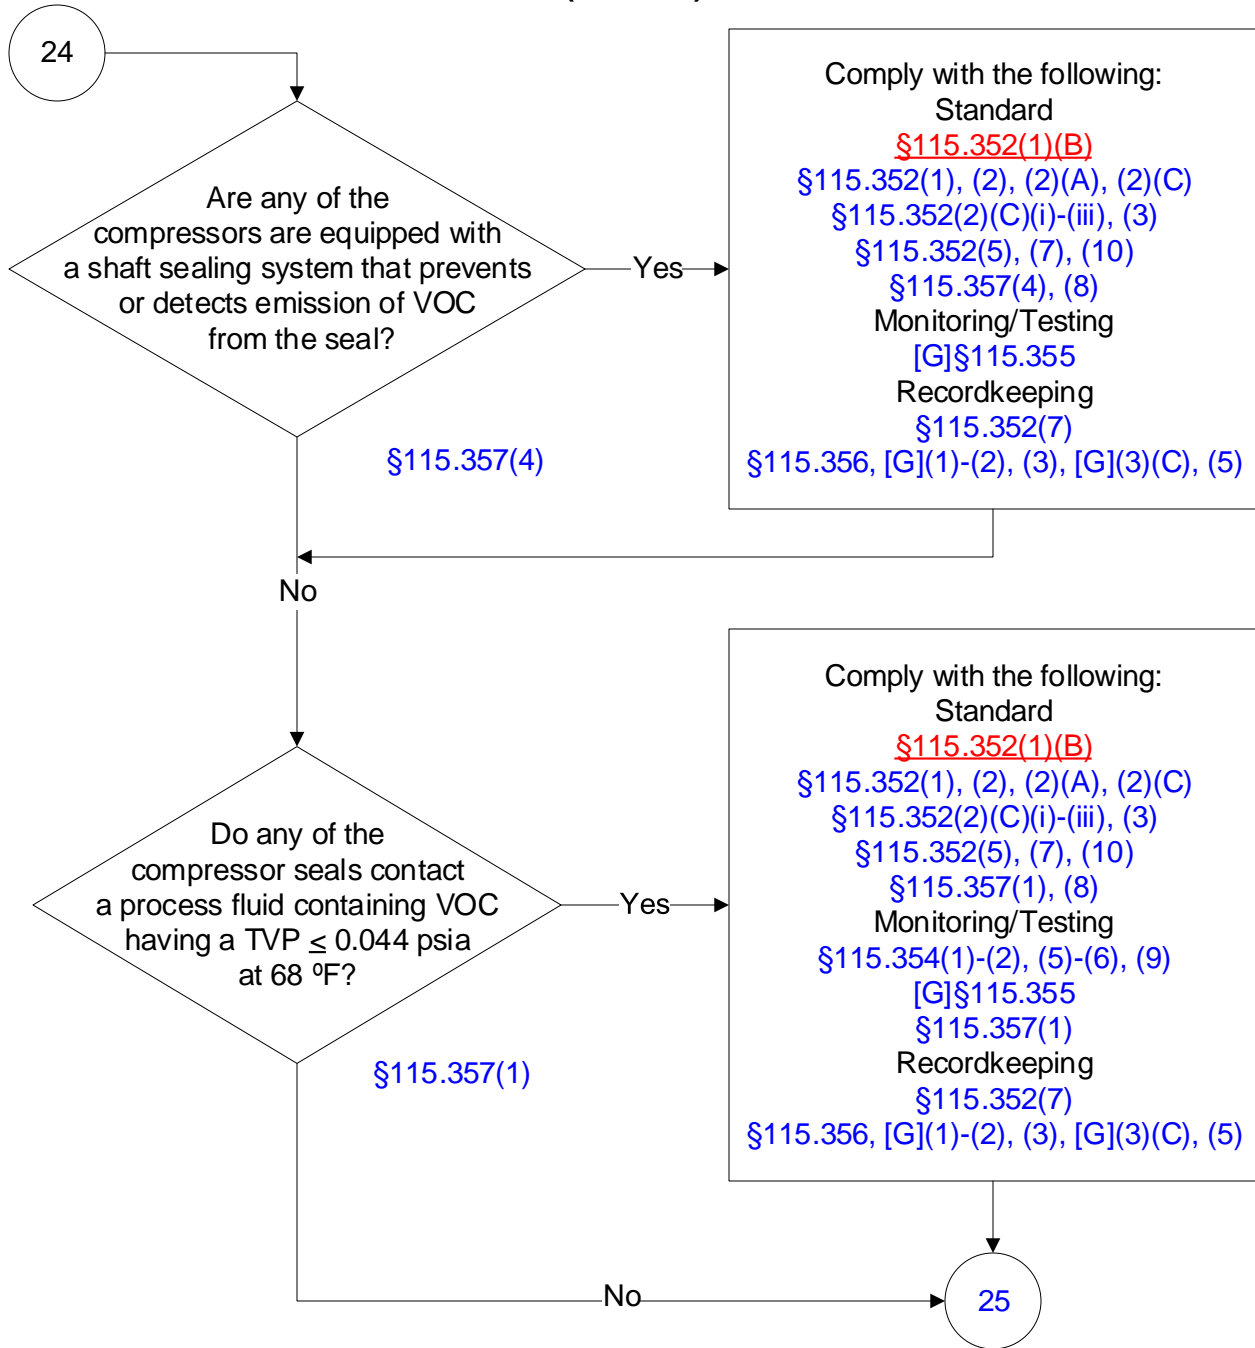 24
Are any of the
compressors are equipped with
a shaft sealing system that prevents
or detects emission of VOC
from the seal?
§115.357(4)
Yes
Comply with the following:
Standard
§115.352(1)(B)
§115.352(1), (2), (2)(A), (2)(C)
§115.352(2)(C)(i)-(iii), (3)
§115.352(5), (7), (10)
§115.357(4), (8)
Monitoring/Testing
[G]§115.355
Recordkeeping
§115.352(7)
§115.356, [G](1)-(2), (3), [G](3)(C), (5)
No
Do any of the
compressor seals contact
a process fluid containing VOC
having a TVP ≤ 0.044 psia
at 68 ºF?
§115.357(1)
Yes
Comply with the following:
Standard
§115.352(1)(B)
§115.352(1), (2), (2)(A), (2)(C)
§115.352(2)(C)(i)-(iii), (3)
§115.352(5), (7), (10)
§115.357(1), (8)
Monitoring/Testing
§115.354(1)-(2), (5)-(6), (9)
[G]§115.355
§115.357(1)
Recordkeeping
§115.352(7)
§115.356, [G](1)-(2), (3), [G](3)(C), (5)
No
25